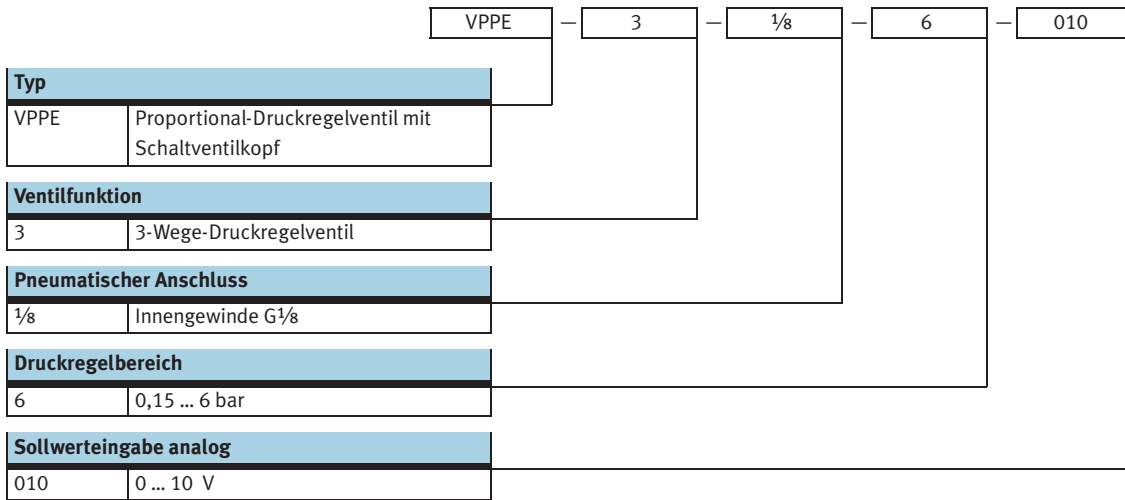 VPPE — 3 — ⅛ — 6 — 010
Typ
VPPE Proportional-Druckregelventil mit
Schaltventilkopf
Ventilfunktion
3 3-Wege-Druckregelventil
Pneumatischer Anschluss
⅛ Innengewinde G⅛
Druckregelbereich
6 0,15 ... 6 bar
Sollwerteingabe analog
010 0 ... 10 V